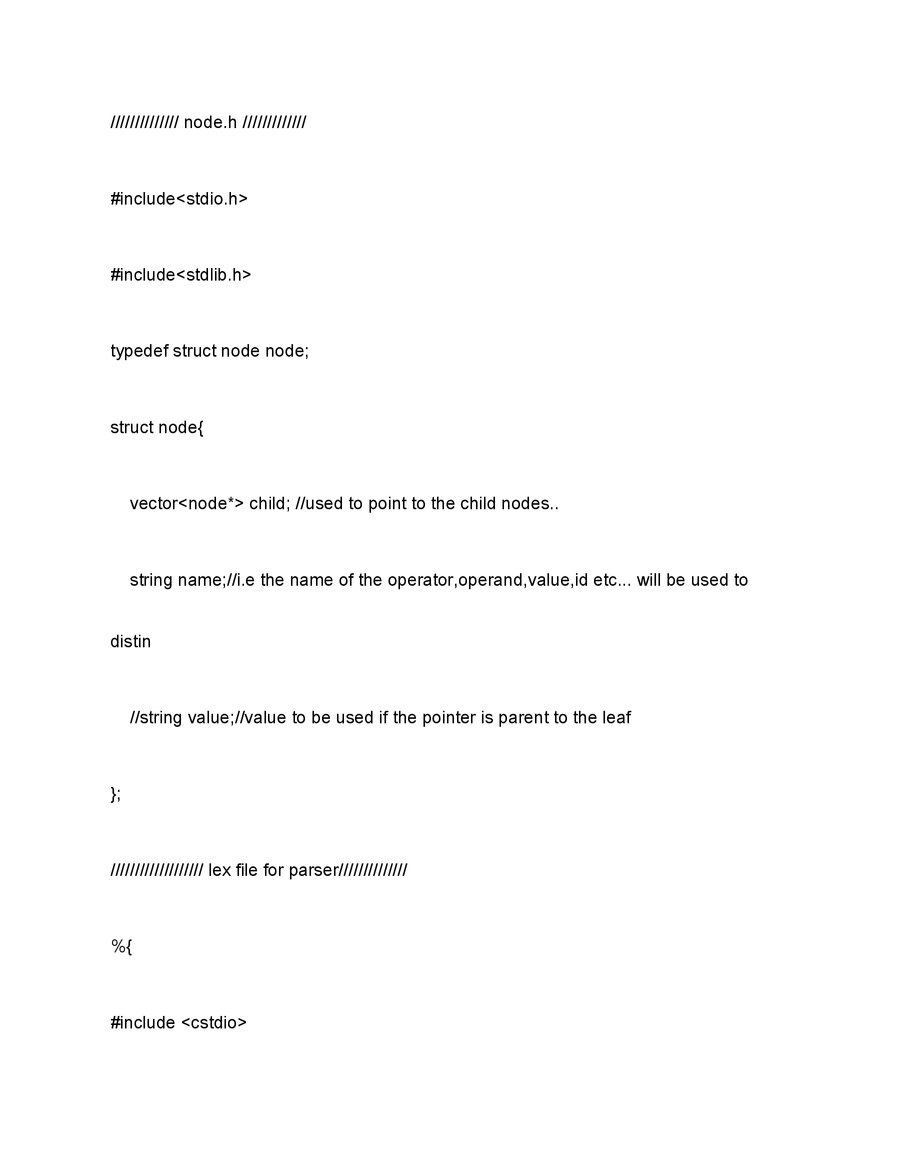 ////////////// node.h /////////////
#include<stdio.h>
#include<stdlib.h>
typedef struct node node;
struct node{
vector<node*> child; //used to point to the child nodes..
string name;//i.e the name of the operator,operand,value,id etc... will be used to
distin
//string value;//value to be used if the pointer is parent to the leaf
};
/////////////////// lex file for parser//////////////
%{
#include <cstdio>